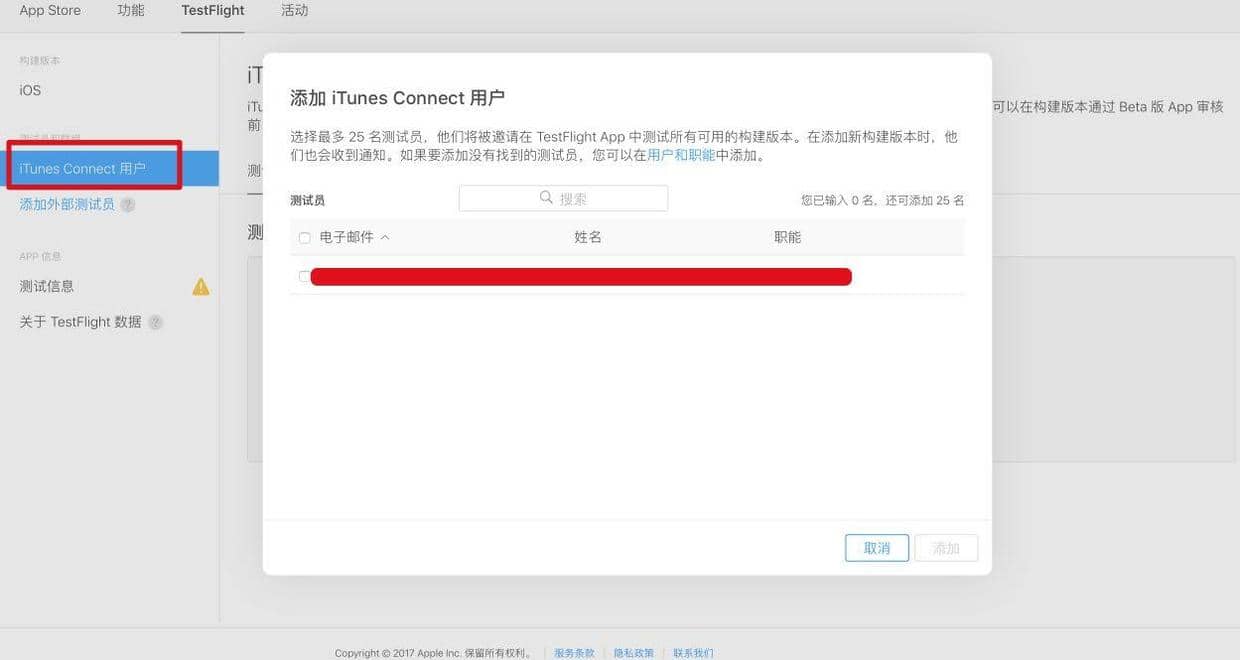 App Store 功能 TestFlight 活动
构建版本
iOS
测试员和群组
iTunes Connect 用户
添加外部测试员 ?
APP 信息
测试信息
关于 TestFlight 数据 ?
iT
iTu
可以在构建版本通过 Beta 版 App 审核
前
测
测
添加 iTunes Connect 用户
选择最多 25 名测试员，他们将被邀请在 TestFlight App 中测试所有可用的构建版本。在添加新构建版本时，他
们也会收到通知。如果要添加没有找到的测试员，您可以在用户和职能中添加。
测试员 搜索 您已输入 0 名，还可添加 25 名
电子邮件 姓名 职能
取消 添加
Copyright © 2017 Apple Inc. 保留所有权利。 服务条款 隐私政策 联系我们